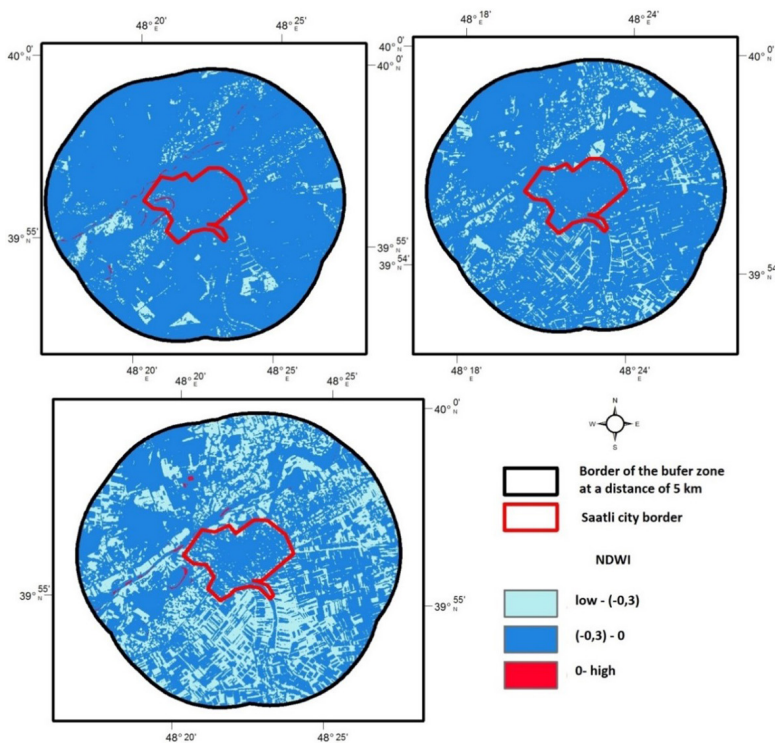 48° 20' E
48° 25' E
40° 0' N
40° 0' N
39° 55' N
39° 55' N
48° 20' E
48° 25' E
48° 18' E
48° 24' E
40° 0' N
39° 54' N
39° 54' N
48° 18' E
48° 24' E
48° 20' E
48° 25' E
40° 0' N
39° 55' N
39° 55' N
48° 20' E
48° 25' E
N
W E
S
Border of the bufer zone
at a distance of 5 km
Saatli city border
NDWI
low - (-0,3)
(-0,3) - 0
0- high